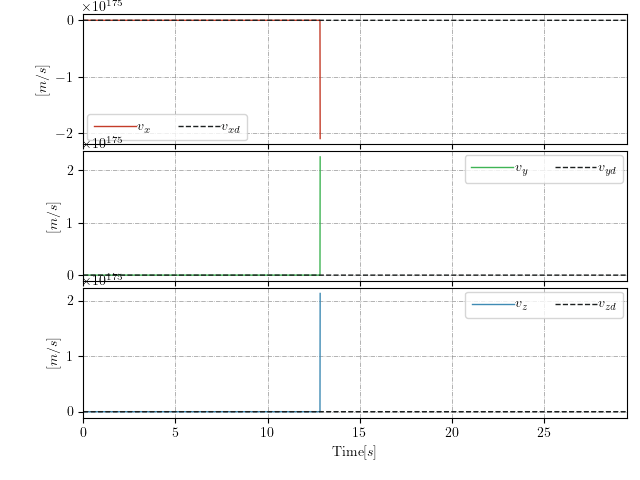 ×10^175
0
−1
−2
[m/s]
v_x v_xd
×10^175
2
1
0
[m/s]
v_y v_yd
×10^175
2
1
0
[m/s]
v_z v_zd
0 5 10 15 20 25
Time[s]